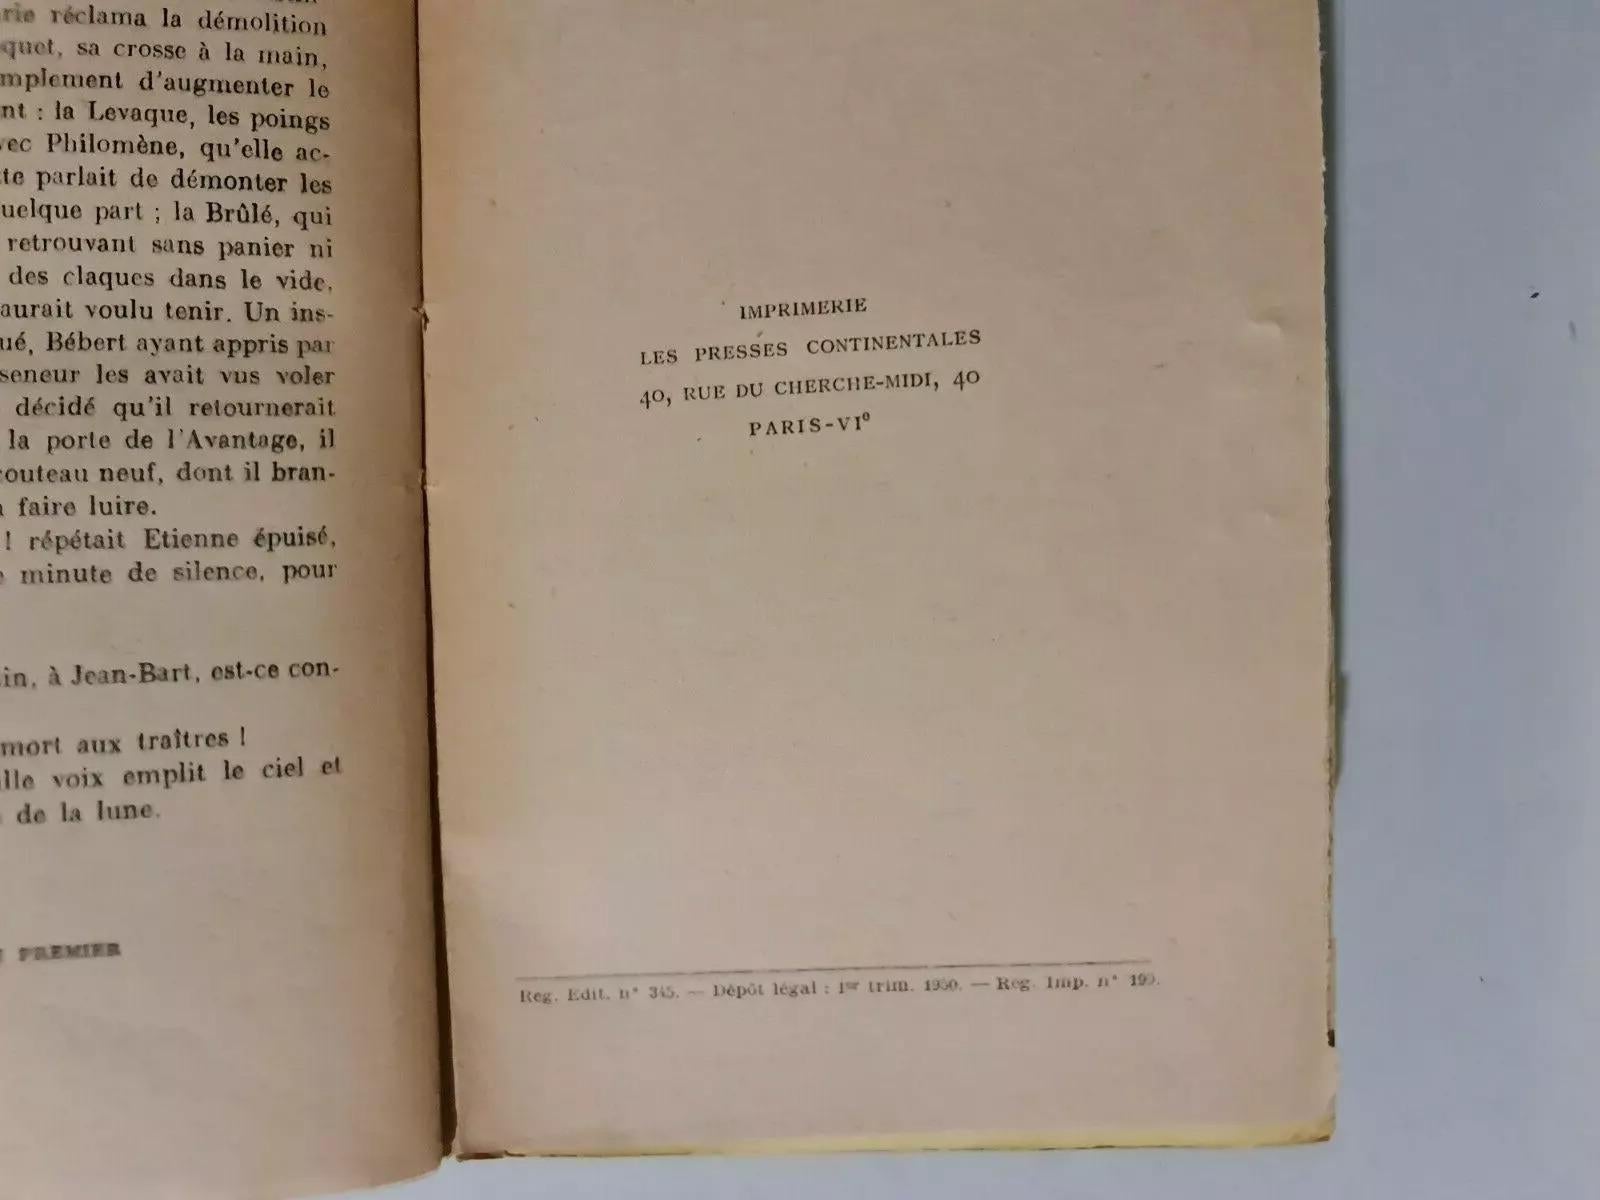 rie réclama la démolition
quet, sa crosse à la main,
mplement d'augmenter le
nt : la Levaque, les poings
vec Philomène, qu'elle ac-
te parlait de démonter les
uelque part ; la Brûlé, qui
retrouvant sans panier ni
des claques dans le vide,
aurait voulu tenir. Un ins-
ué, Bébert ayant appris par
seneur les avait vus voler
décidé qu'il retournerait
la porte de l'Avantage, il
couteau neuf, dont il bran-
faire luire.
! répétait Etienne épuisé,
minute de silence, pour
in, à Jean-Bart, est-ce con-
mort aux traîtres !
lle voix emplit le ciel et
de la lune.
PREMIER
IMPRIMERIE
LES PRESSES CONTINENTALES
40, RUE DU CHERCHE-MIDI, 40
PARIS-VIe
Reg. Edit. n° 345. — Dépôt légal : 1er trim. 1950. — Reg. Imp. n°